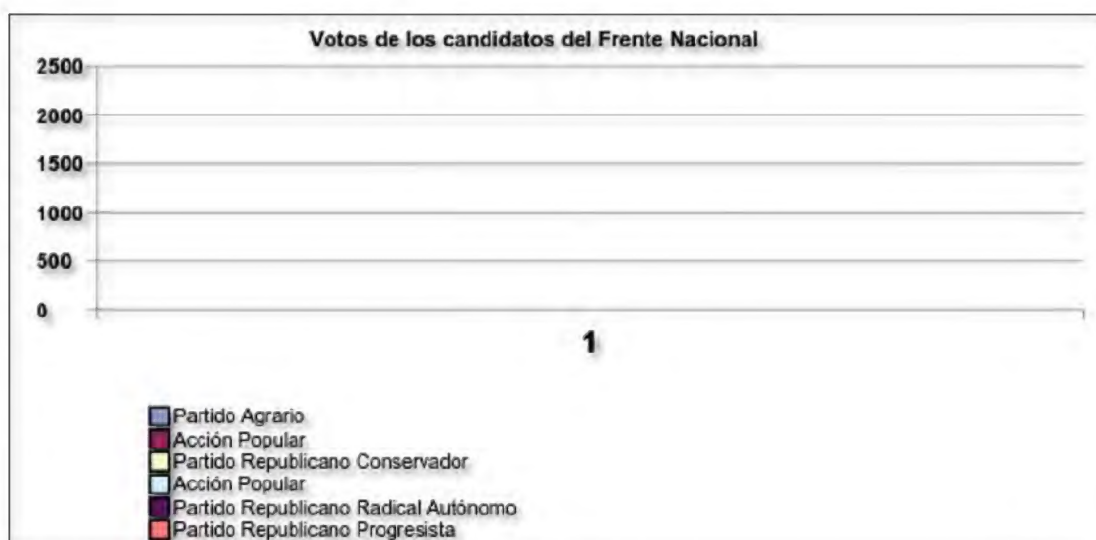 Votos de los candidatos del Frente Nacional
2500
2000
1500
1000
500
0
1
Partido Agrario
Acción Popular
Partido Republicano Conservador
Acción Popular
Partido Republicano Radical Autónomo
Partido Republicano Progresista